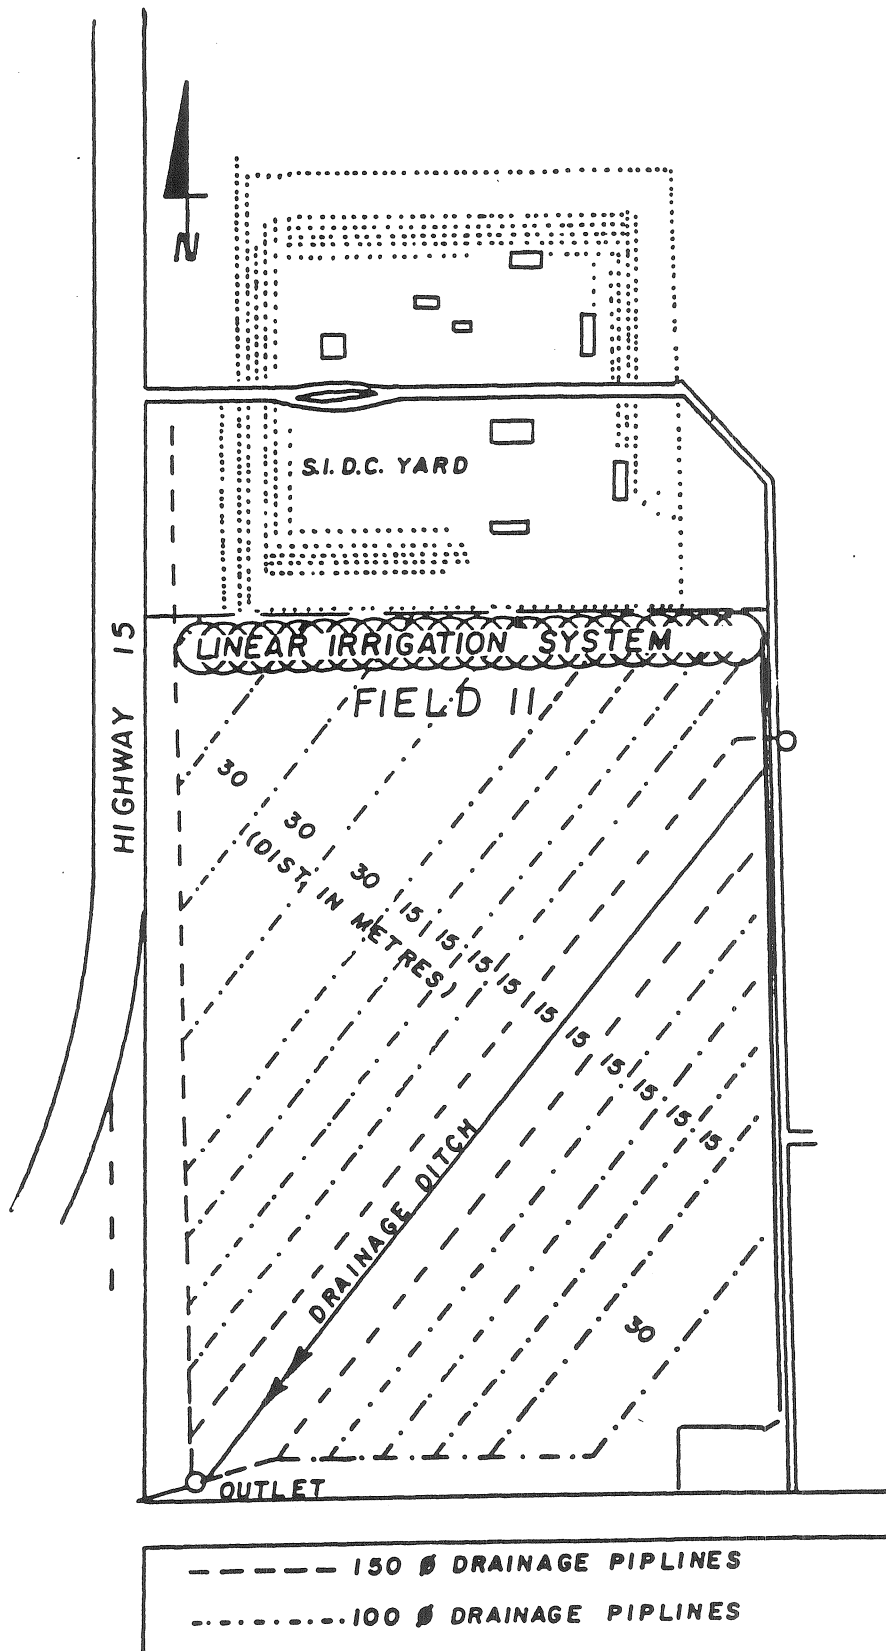 N
S.I.D.C. YARD
HIGHWAY 15
LINEAR IRRIGATION SYSTEM
FIELD 11
30
30
(DIST, IN METRES)
30
15
15
15
15
15
15
15
15
15
15
DRAINAGE DITCH
30
OUTLET
150 Ø DRAINAGE PIPLINES
100 Ø DRAINAGE PIPLINES